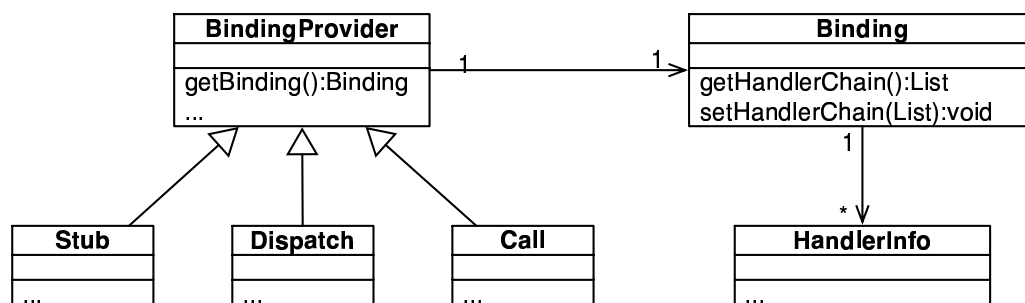 BindingProvider
Binding
1
1
getBinding():Binding
...
getHandlerChain():List
setHandlerChain(List):void
1
*
Stub
Dispatch
Call
HandlerInfo
...
...
...
...